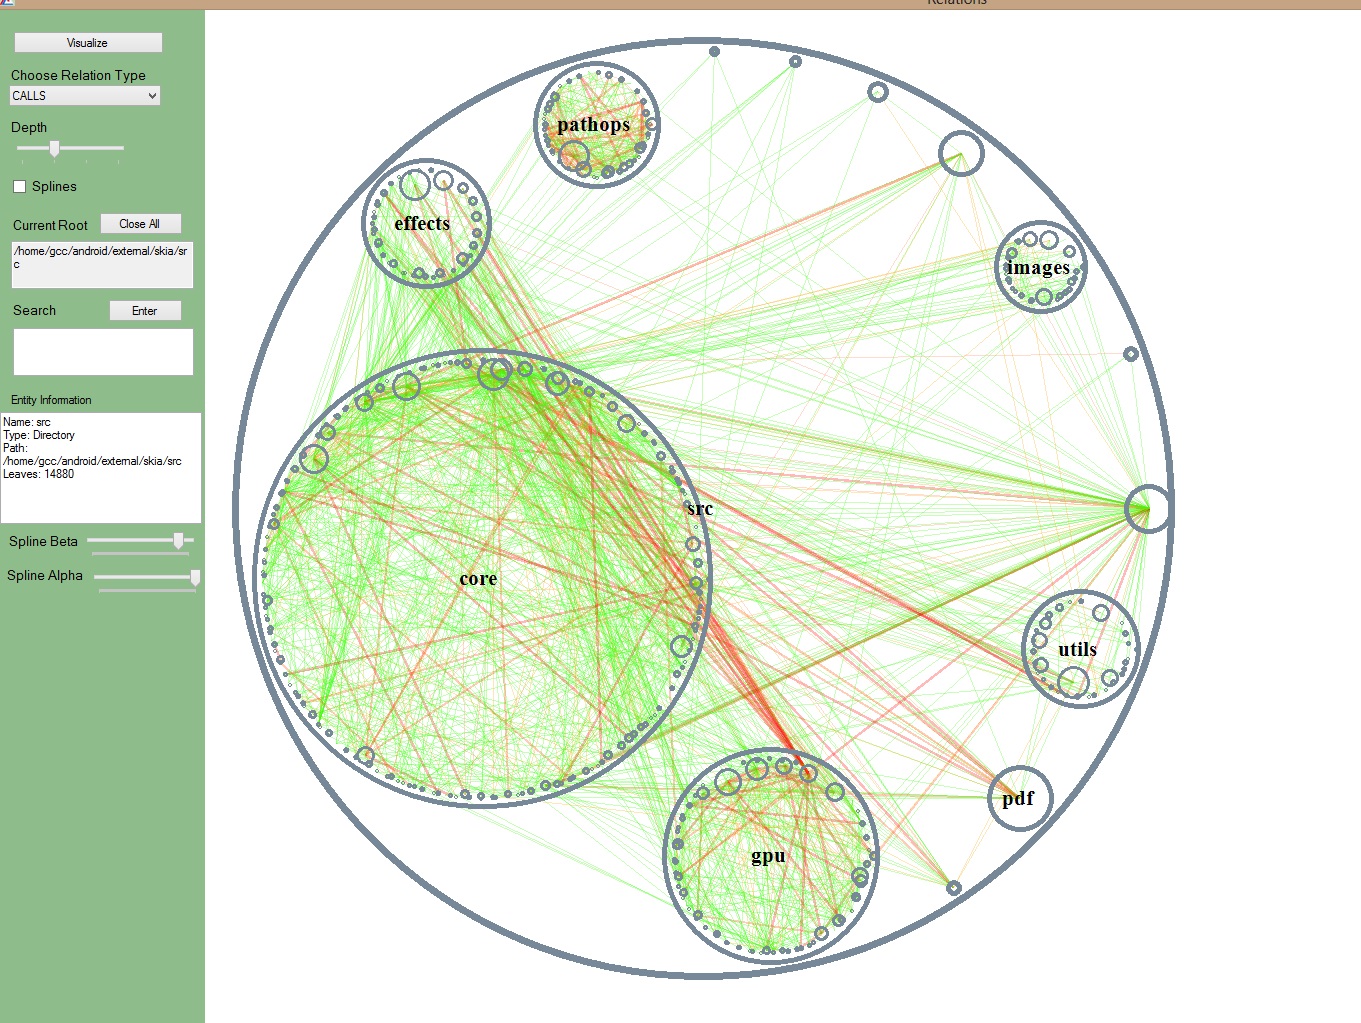 Relations
Visualize
Choose Relation Type
CALLS
Depth
Splines
Current Root
Close All
/home/gcc/android/external/skia/sr
c
Search
Enter
Entity Information
Name: src
Type: Directory
Path:
/home/gcc/android/external/skia/src
Leaves: 14880
Spline Beta
Spline Alpha
pathops
effects
images
src
core
utils
pdf
gpu